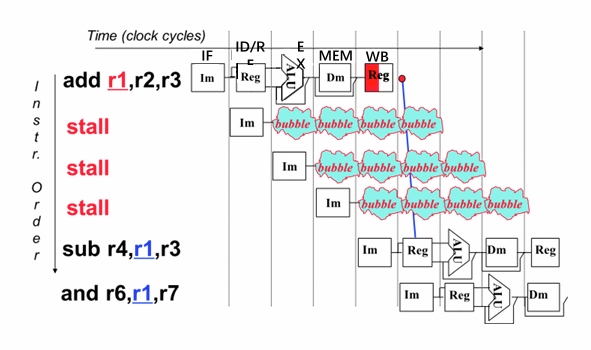 Time (clock cycles)
IF ID/RF EX MEM WB
Instr. Order
add r1,r2,r3 Im Reg ALU Dm Reg
stall Im bubble bubble bubble bubble
stall Im bubble bubble bubble bubble
stall Im bubble bubble bubble bubble
sub r4,r1,r3 Im Reg ALU Dm Reg
and r6,r1,r7 Im Reg ALU Dm